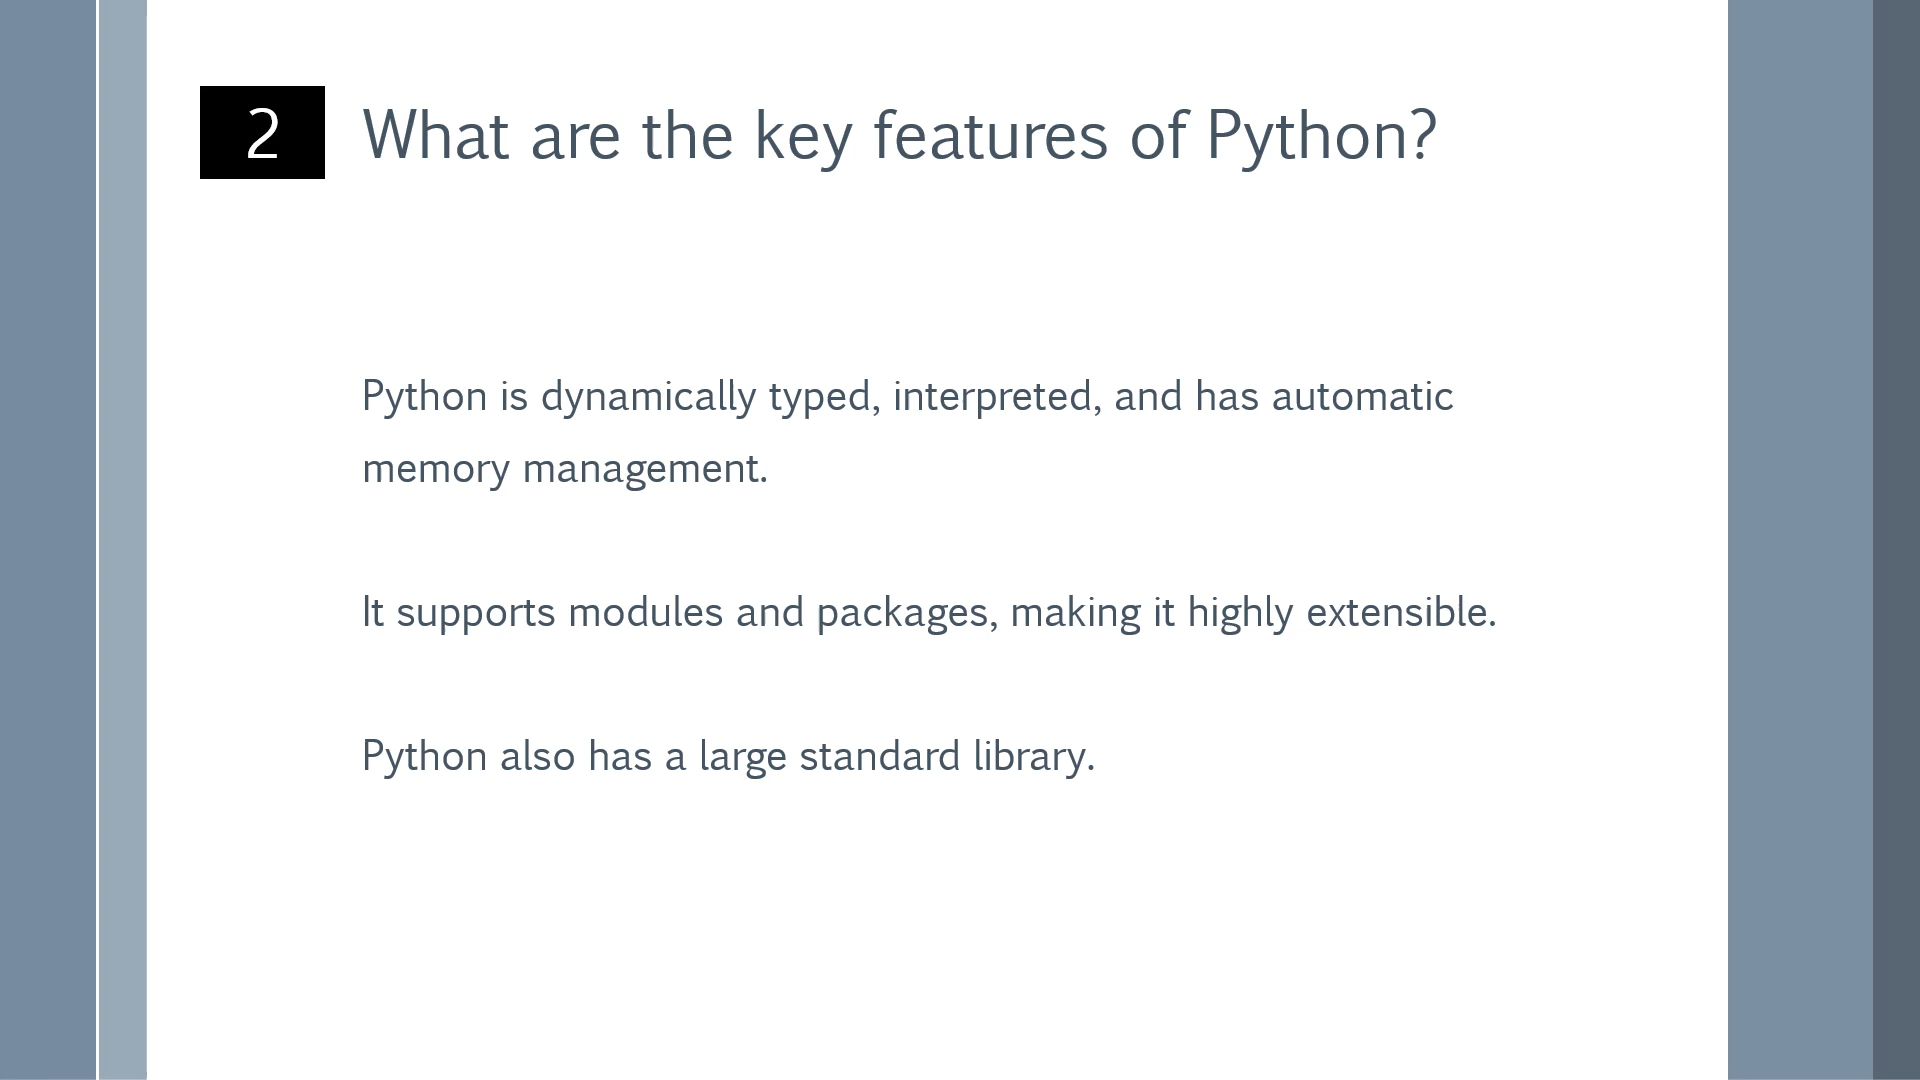 2 What are the key features of Python?
Python is dynamically typed, interpreted, and has automatic
memory management.
It supports modules and packages, making it highly extensible.
Python also has a large standard library.